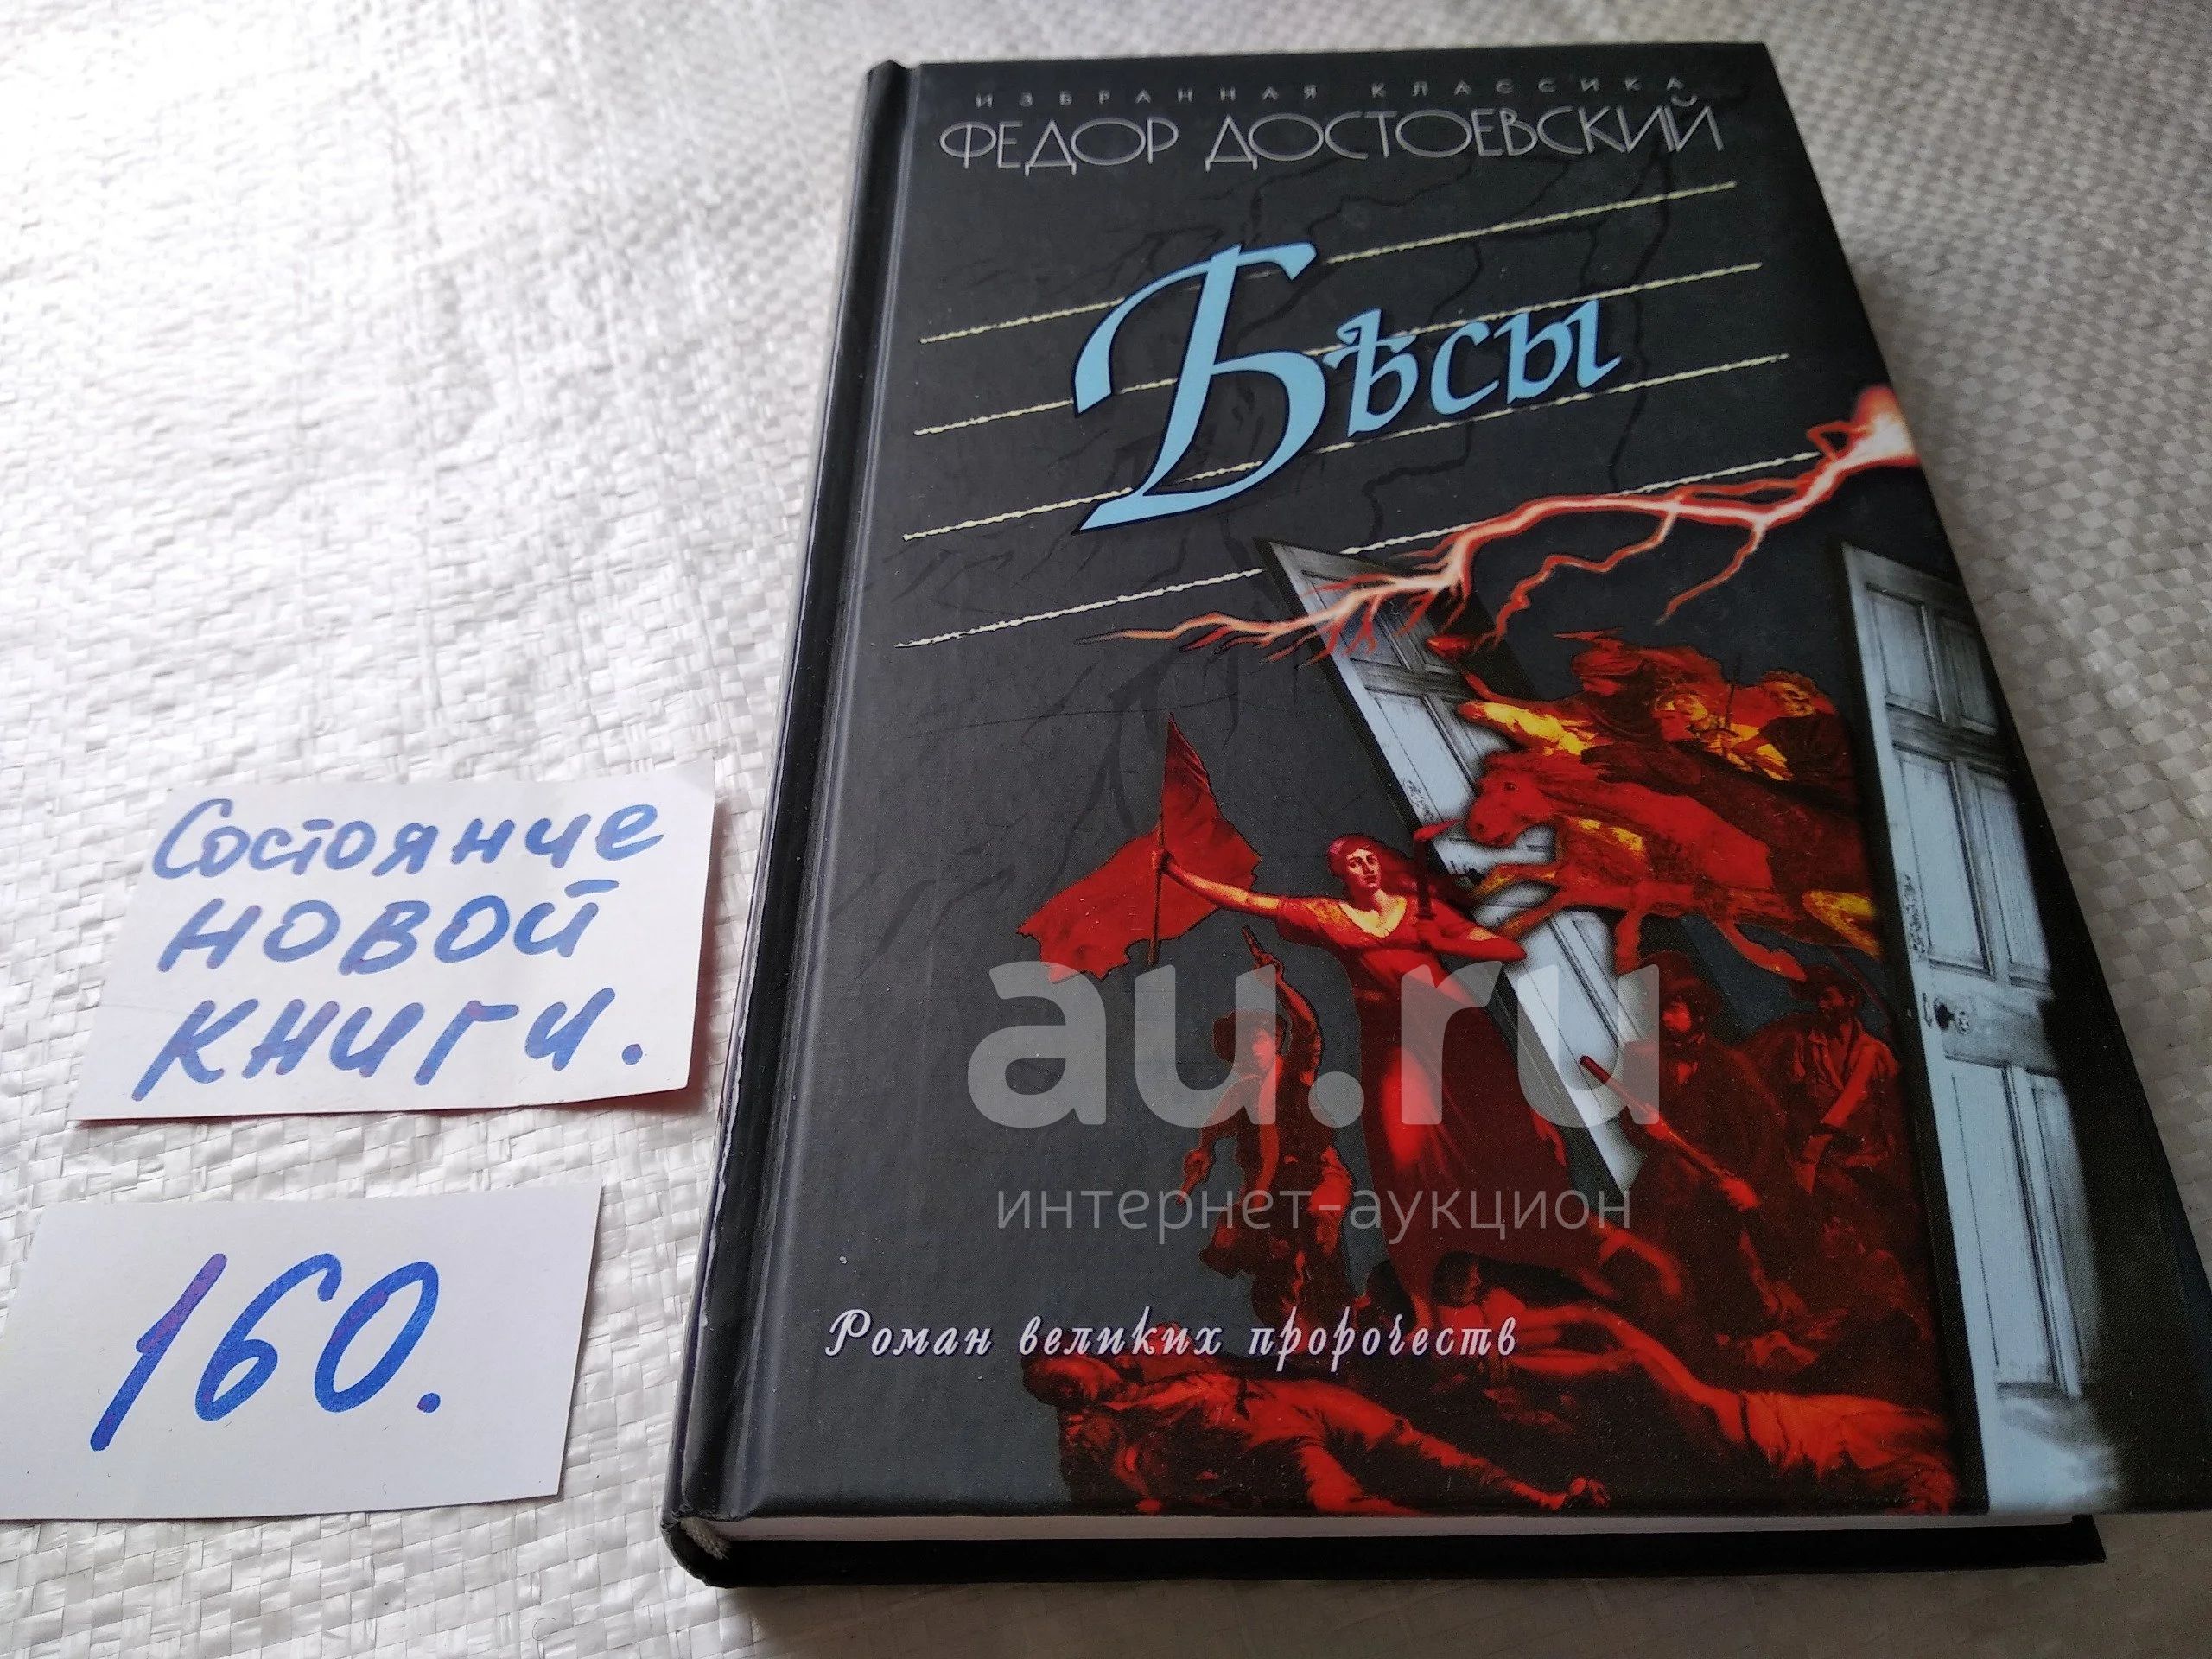 ИЗБРАННАЯ КЛАССИКА
ФЕДОР ДОСТОЕВСКИЙ
Бѣсы
Состояние
новой
книги.
160.
au.ru
интернет-аукцион
Роман великих пророчеств